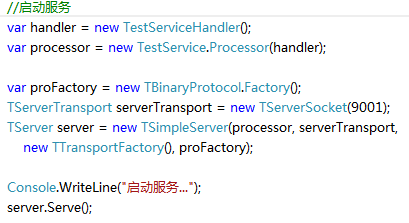 //启动服务
var handler = new TestServiceHandler();
var processor = new TestService.Processor(handler);
var proFactory = new TBinaryProtocol.Factory();
TServerTransport serverTransport = new TServerSocket(9001);
TServer server = new TSimpleServer(processor, serverTransport,
new TTransportFactory(), proFactory);
Console.WriteLine("启动服务...");
server.Serve();